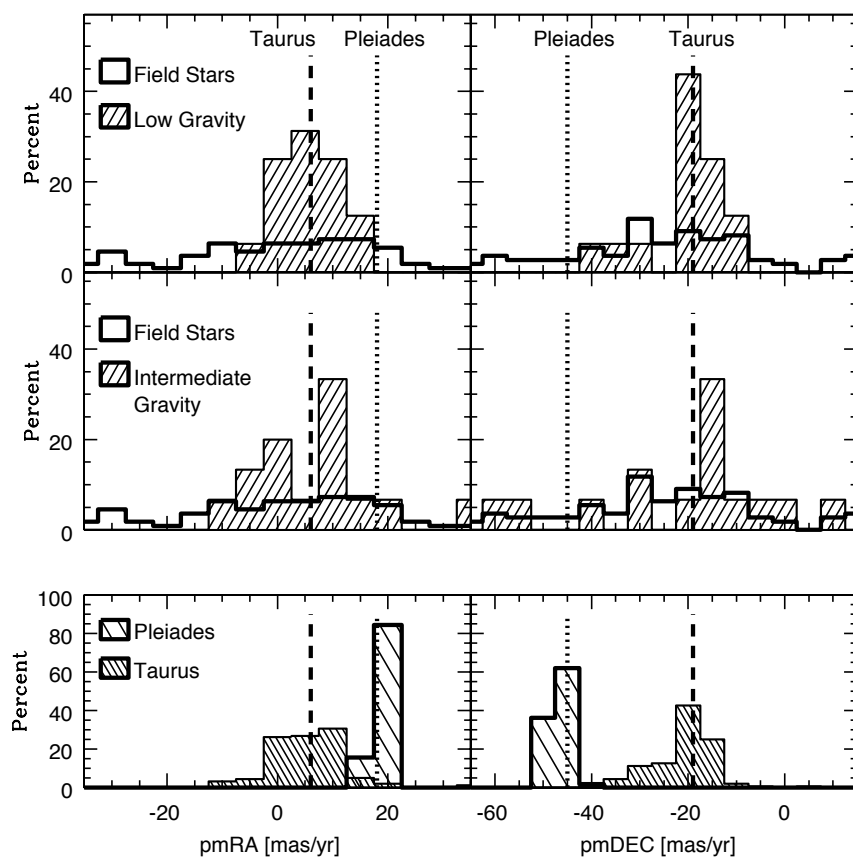 Taurus Pleiades
Pleiades Taurus
Field Stars
Low Gravity
Percent
40
20
0
Field Stars
Intermediate
Gravity
Percent
40
20
0
Pleiades
Taurus
Percent
100
80
60
40
20
0
-20 0 20
-60 -40 -20 0
pmRA [mas/yr]
pmDEC [mas/yr]